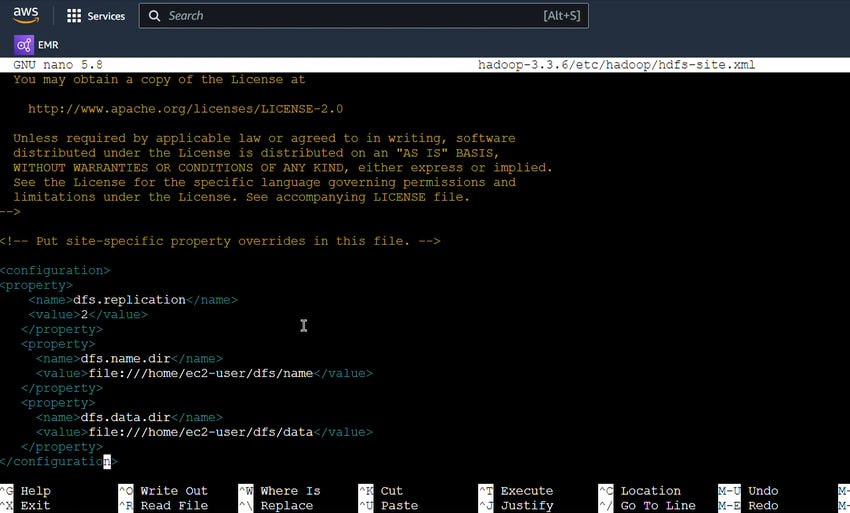 aws
Services
Search [Alt+S]
EMR
GNU nano 5.8 hadoop-3.3.6/etc/hadoop/hdfs-site.xml
You may obtain a copy of the License at
http://www.apache.org/licenses/LICENSE-2.0
Unless required by applicable law or agreed to in writing, software
distributed under the License is distributed on an "AS IS" BASIS,
WITHOUT WARRANTIES OR CONDITIONS OF ANY KIND, either express or implied.
See the License for the specific language governing permissions and
limitations under the License. See accompanying LICENSE file.
-->
<!-- Put site-specific property overrides in this file. -->
<configuration>
<property>
<name>dfs.replication</name>
<value>2</value>
</property>
<property>
<name>dfs.name.dir</name>
<value>file:///home/ec2-user/dfs/name</value>
</property>
<property>
<name>dfs.data.dir</name>
<value>file:///home/ec2-user/dfs/data</value>
</property>
</configuration>
^G Help ^O Write Out ^W Where Is ^K Cut ^T Execute ^C Location M-U Undo M-
^X Exit ^R Read File ^\ Replace ^U Paste ^J Justify ^/ Go To Line M-E Redo M-